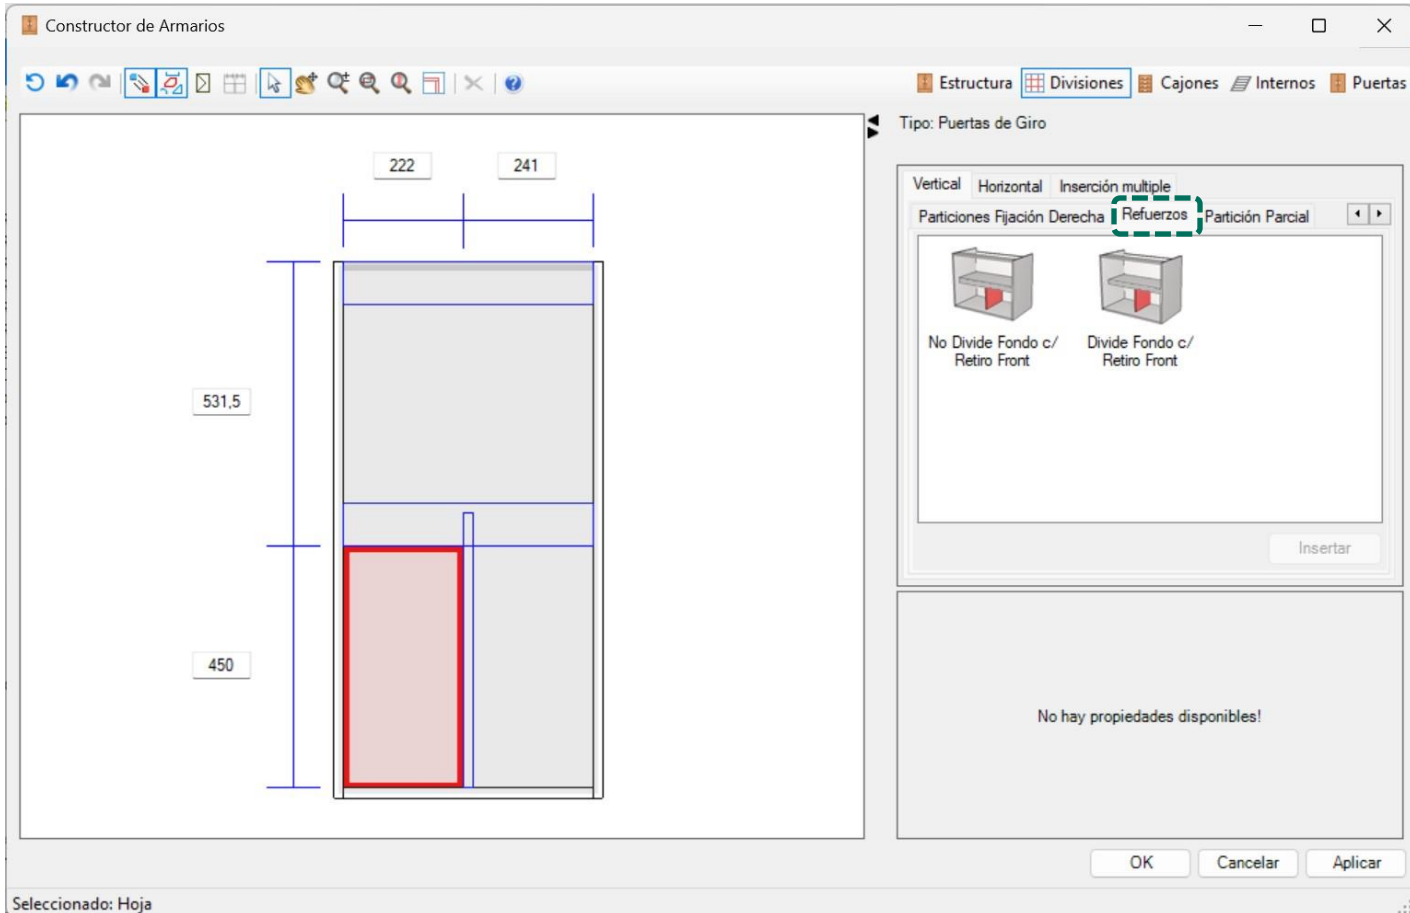 Constructor de Armarios
Estructura Divisiones Cajones Internos Puertas
Tipo: Puertas de Giro
222 241
Vertical Horizontal Inserción multiple
Particiones Fijación Derecha Refuerzos Partición Parcial
No Divide Fondo c/ Divide Fondo c/
Retiro Front Retiro Front
531,5
Insertar
450
No hay propiedades disponibles!
OK Cancelar Aplicar
Seleccionado: Hoja